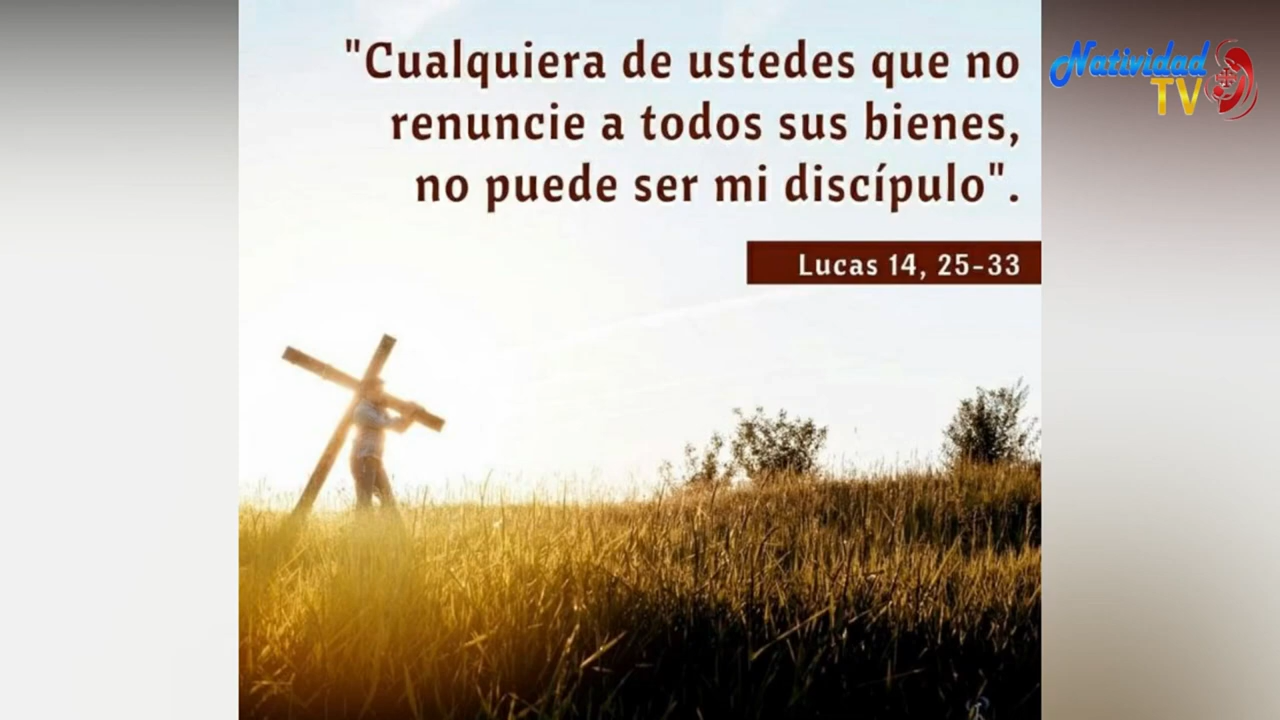 "Cualquiera de ustedes que no
renuncie a todos sus bienes,
no puede ser mi discípulo".
Lucas 14, 25-33
Natividad
TV